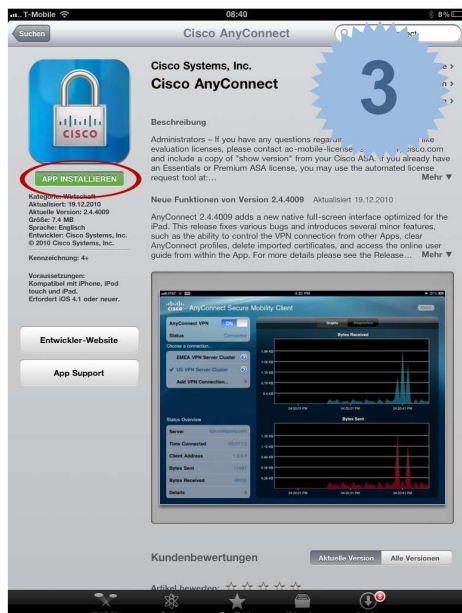 T-Mobile
08:40
8%
Suchen
Cisco AnyConnect
3
Cisco Systems, Inc.
Cisco AnyConnect
CISCO
APP INSTALLIEREN
Kategorie: Wirtschaft
Aktualisiert: 19.12.2010
Aktuelle Version: 2.4.4009
Größe: 7.4 MB
Sprache: Englisch
Entwickler: Cisco Systems, Inc.
© 2010 Cisco Systems, Inc.
Kennzeichnung: 4+
Voraussetzungen:
Kompatibel mit iPhone, iPod
touch und iPad.
Erfordert iOS 4.1 oder neuer.
Entwickler-Website
App Support
Beschreibung
Administrators – If you have any questions
evaluation licenses, please contact ac-mobile-license
and include a copy of "show version" from your Cisco ASA. If you already have
an Essentials or Premium ASA license, you may use the automated license
request tool at:... Mehr ▼
Neue Funktionen von Version 2.4.4009 Aktualisiert 19.12.2010
AnyConnect 2.4.4009 adds a new native full-screen interface optimized for the
iPad. This release fixes various bugs and introduces several minor features,
such as the ability to control the VPN connection from other Apps, clear
AnyConnect profiles, delete imported certificates, and access the online user
guide from within the App. For more details please see the Release... Mehr ▼
CISCO AnyConnect Secure Mobility Client
AnyConnect VPN ON
Status
Choose a connection...
EMEA VPN Server Cluster
US VPN Server Cluster
Add VPN Connection...
Status Overview
Server
Time Connected
Client Address
Bytes Sent
Bytes Received
Details
Bytes Received
Bytes Sent
Kundenbewertungen
Aktuelle Version
Alle Versionen
Artikel bewerten: